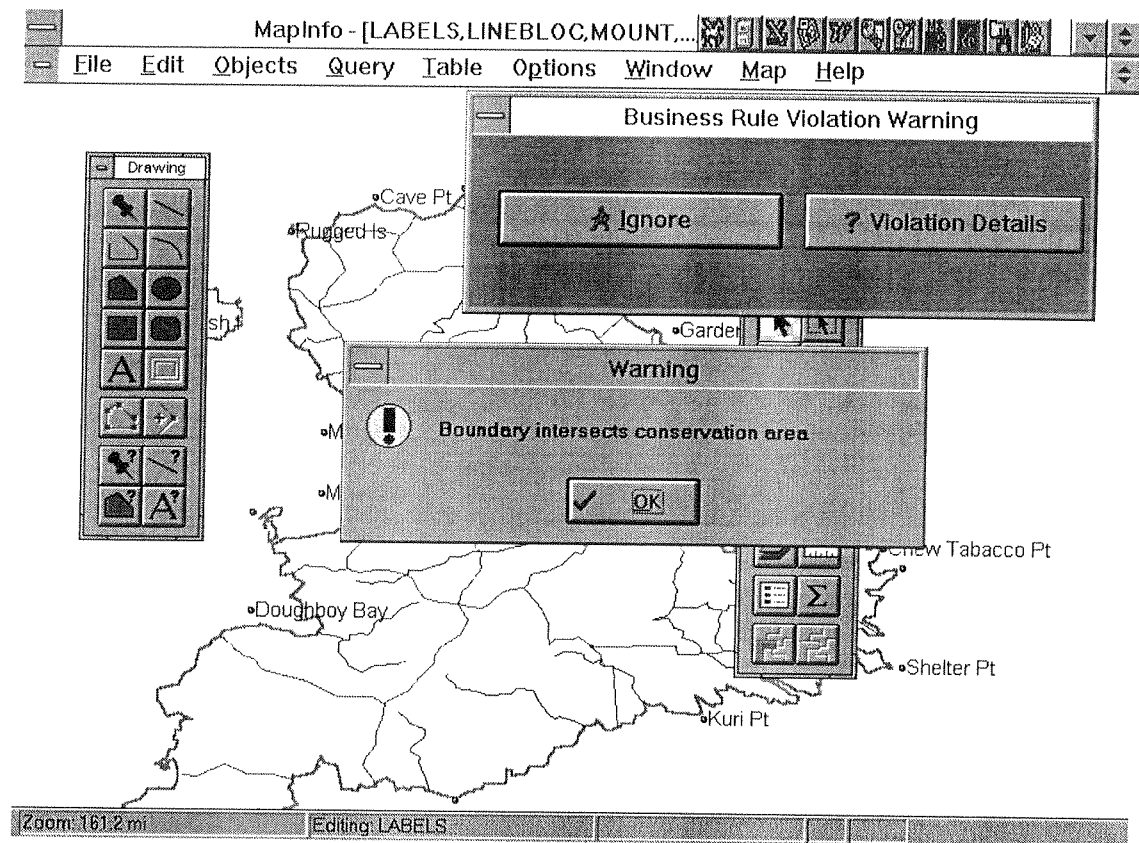 MapInfo - [LABELS,LINEBLOC,MOUNT,...
File Edit Objects Query Table Options Window Map Help
Business Rule Violation Warning
Drawing
Cave Pt
Ignore
? Violation Details
Rugged Is
sh I
Garden
Warning
Boundary intersects conservation area
M
OK
M
Chew Tabacco Pt
Doughboy Bay
Shelter Pt
Kuri Pt
Zoom: 161.2 mi
Editing: LABELS